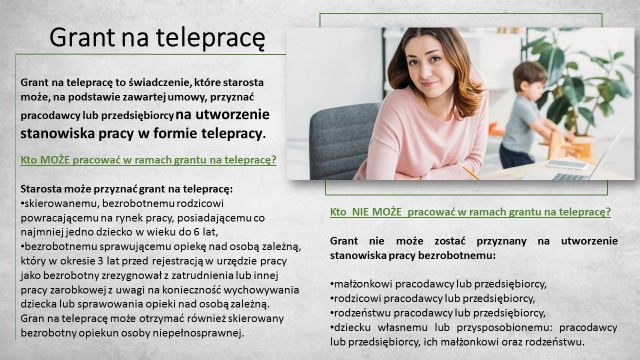 Grant na telepracę
Grant na telepracę to świadczenie, które starosta
może, na podstawie zawartej umowy, przyznać
pracodawcy lub przedsiębiorcy na utworzenie
stanowiska pracy w formie telepracy.
Kto MOŻE pracować w ramach grantu na telepracę?
Starosta może przyznać grant na telepracę:
•skierowanemu, bezrobotnemu rodzicowi
powracającemu na rynek pracy, posiadającemu co
najmniej jedno dziecko w wieku do 6 lat,
•bezrobotnemu sprawującemu opiekę nad osobą zależną,
który w okresie 3 lat przed rejestracją w urzędzie pracy
jako bezrobotny zrezygnował z zatrudnienia lub innej
pracy zarobkowej z uwagi na konieczność wychowywania
dziecka lub sprawowania opieki nad osobą zależną.
Gran na telepracę może otrzymać również skierowany
bezrobotny opiekun osoby niepełnosprawnej.
Kto NIE MOŻE pracować w ramach grantu na telepracę?
Grant nie może zostać przyznany na utworzenie
stanowiska pracy bezrobotnemu:
•małżonkowi pracodawcy lub przedsiębiorcy,
•rodzicowi pracodawcy lub przedsiębiorcy,
•rodzeństwu pracodawcy lub przedsiębiorcy,
•dziecku własnemu lub przysposobionemu: pracodawcy
lub przedsiębiorcy, ich małżonkowi oraz rodzeństwu.